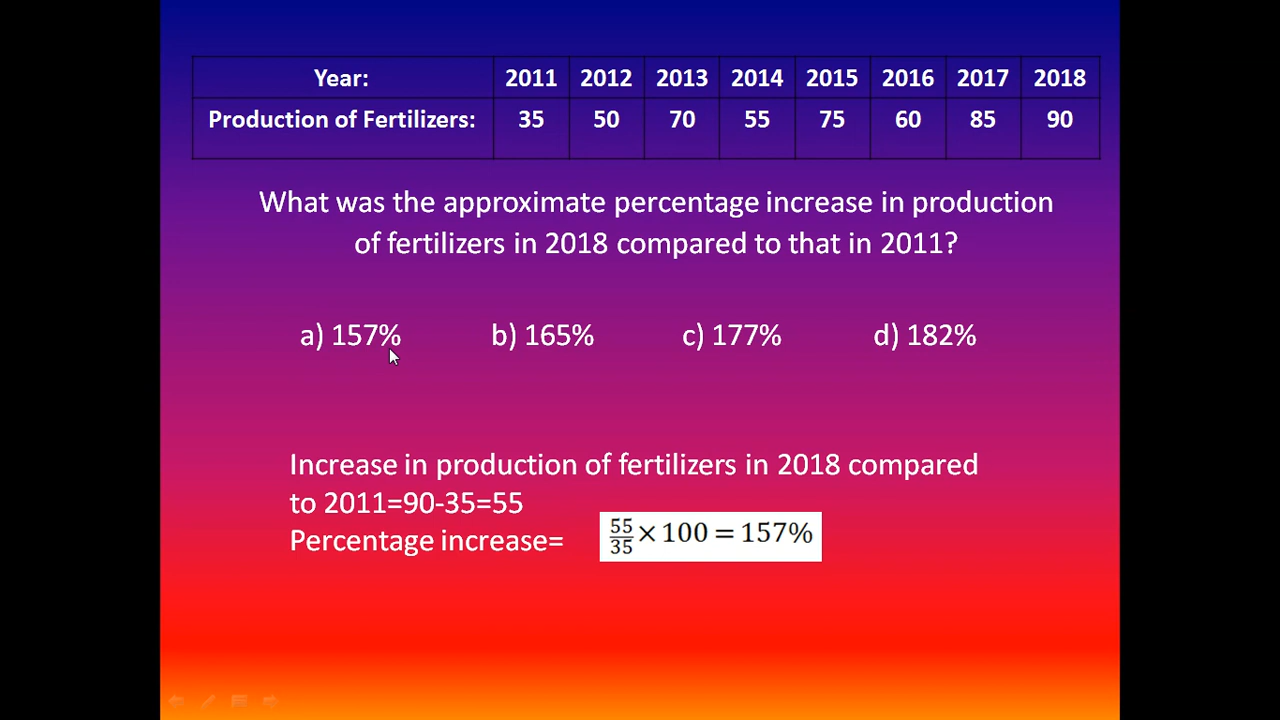 Year: 2011 2012 2013 2014 2015 2016 2017 2018
Production of Fertilizers: 35 50 70 55 75 60 85 90
What was the approximate percentage increase in production
of fertilizers in 2018 compared to that in 2011?
a) 157% b) 165% c) 177% d) 182%
Increase in production of fertilizers in 2018 compared
to 2011=90-35=55
Percentage increase= 55/35 × 100 = 157%